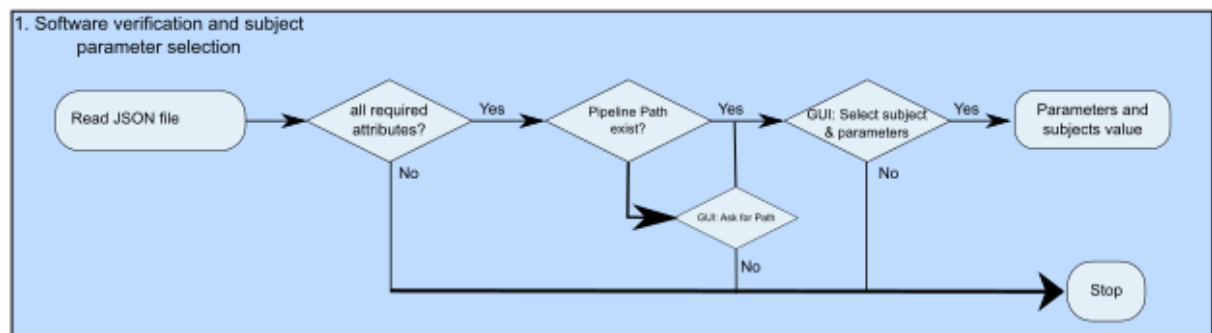 1. Software verification and subject
parameter selection
Read JSON file
all required
attributes?
Yes
No
Pipeline Path
exist?
Yes
GUI: Ask for Path
No
GUI: Select subject
& parameters
Yes
No
Parameters and
subjects value
Stop